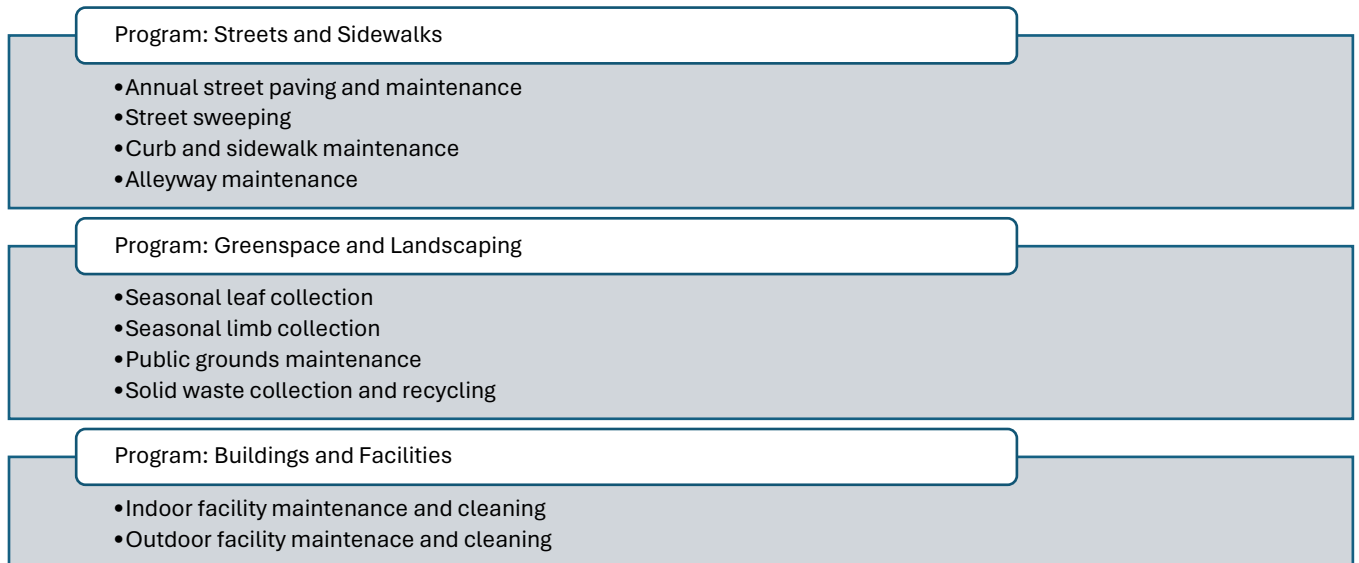 Program: Streets and Sidewalks
•Annual street paving and maintenance
•Street sweeping
•Curb and sidewalk maintenance
•Alleyway maintenance
Program: Greenspace and Landscaping
•Seasonal leaf collection
•Seasonal limb collection
•Public grounds maintenance
•Solid waste collection and recycling
Program: Buildings and Facilities
•Indoor facility maintenance and cleaning
•Outdoor facility maintenace and cleaning